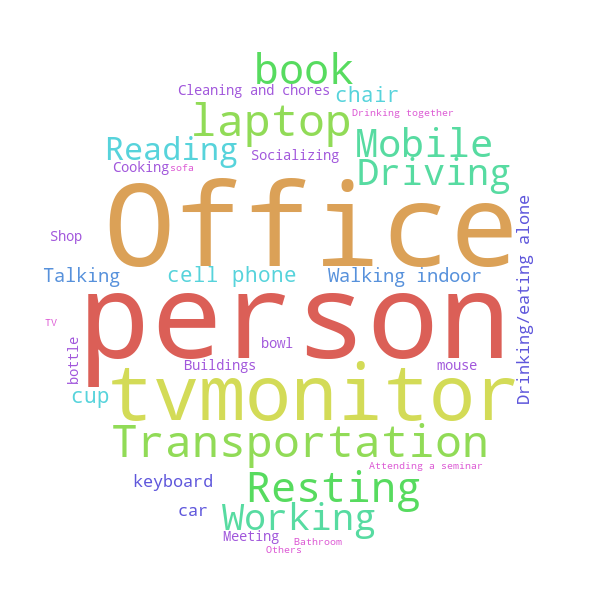 book
Cleaning and chores
chair
laptop
Drinking together
Mobile
Reading
Socializing
Driving
Cooking
sofa
Office
Drinking/eating alone
Shop
Talking
cell phone
Walking indoor
person
TV
bowl
bottle
Buildings
mouse
tvmonitor
cup
Transportation
Attending a seminar
keyboard
Resting
car
Working
Meeting
Bathroom
Others